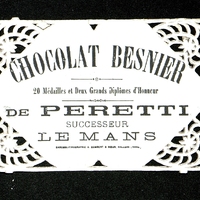 CHOCOLAT BESNIER
20 Médailles et Deux Grands Diplômes d'Honneur
DE PERETTI
SUCCESSEUR
LE MANS